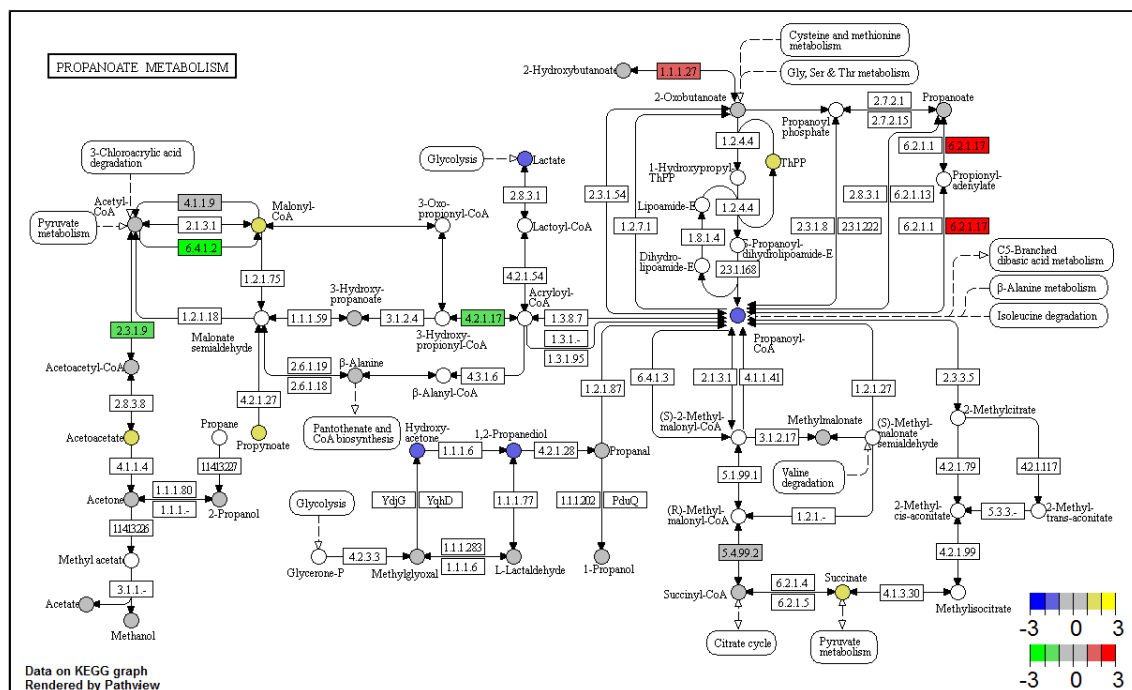 PROPANOATE METABOLISM
Cysteine and methionine
metabolism
Gly, Ser & Thr metabolism
2-Hydroxybutanoate
1.1.1.27
2-Oxobutanoate
Propanoyl
phosphate
2.7.2.1
2.7.2.15
Propanoate
3-Chloroacrylic acid
degradation
Glycolysis
Lactate
1.2.4.4
ThPP
6.2.1.1
6.2.1.17
1-Hydroxypropyl-
ThPP
Propionyl-
adenylate
Acetyl-
CoA
4.1.1.9
Malonyl-
CoA
2.8.3.1
2.3.1.54
Lipoamide-E
1.2.4.4
2.8.3.1
6.2.1.13
Pyruvate
metabolism
2.1.3.1
3-Oxo-
propionyl-CoA
Lactoyl-CoA
1.2.7.1
2.3.1.8
2.3.1.222
6.2.1.1
6.2.1.17
6.4.1.2
1.8.1.4
S-Propanoyl-
dihydrolipoamide-E
C5-Branched
dibasic acid metabolism
Dihydro-
lipoamide-E
2.3.1.168
1.2.1.75
4.2.1.54
β-Alanine metabolism
3-Hydroxy-
propanoate
Acryloyl-
CoA
Isoleucine degradation
1.2.1.18
1.1.1.59
3.1.2.4
4.2.1.17
1.3.8.7
Malonate
semialdehyde
3-Hydroxy-
propionyl-CoA
1.3.1.-
1.3.1.95
Propanoyl-
CoA
2.3.1.9
Acetoacetyl-CoA
2.6.1.19
2.6.1.18
β-Alanine
4.3.1.6
β-Alanyl-CoA
1.2.1.87
6.4.1.3
2.1.3.1
4.1.1.41
1.2.1.27
2.3.3.5
2.8.3.8
4.2.1.27
Pantothenate and
CoA biosynthesis
(S)-2-Methyl-
malonyl-CoA
Methylmalonate
(S)-Methyl-
malonate
semialdehyde
2-Methylcitrate
Acetoacetate
Propane
Propynoate
Hydroxy-
acetone
1,2-Propanediol
Propanal
3.1.2.17
1.1.1.6
4.2.1.28
4.1.1.4
1.14.13.227
5.1.99.1
Valine
degradation
4.2.1.79
4.2.1.117
Acetone
1.1.1.80
1.1.1.-
2-Propanol
Glycolysis
YdjG
YqhD
1.1.1.77
1.1.1.202
PduQ
(R)-Methyl-
malonyl-CoA
1.2.1.-
2-Methyl-
cis-aconitate
5.3.3.-
2-Methyl-
trans-aconitate
1.14.13.226
Methyl acetate
Glycerone-P
4.2.3.3
Methylglyoxal
1.1.1.283
1.1.1.6
L-Lactaldehyde
1-Propanol
5.4.99.2
4.2.1.99
3.1.1.-
Acetate
Methanol
Succinyl-CoA
6.2.1.4
6.2.1.5
Succinate
4.1.3.30
Methylisocitrate
Citrate cycle
Pyruvate
metabolism
-3 0 3
-3 0 3
Data on KEGG graph
Rendered by Pathview